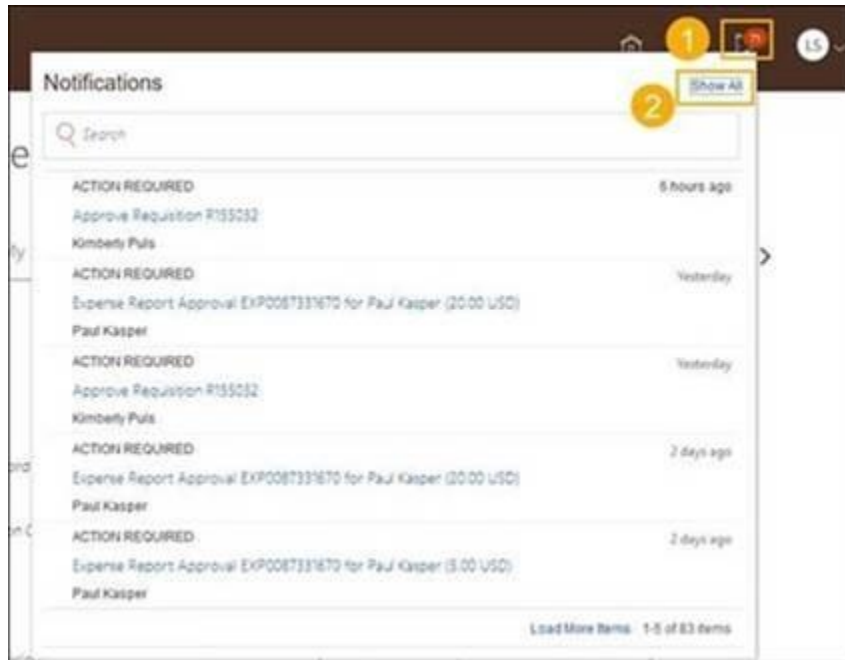 1
LS
Notifications
Show All
2
Search
e
ACTION REQUIRED
6 hours ago
Approve Requisition R155032
Kimberly Puls
ACTION REQUIRED
Yesterday
Expense Report Approval EXP0087331670 for Paul Kasper (20.00 USD)
Paul Kasper
ACTION REQUIRED
Yesterday
Approve Requisition R155032
Kimberly Puls
ACTION REQUIRED
2 days ago
Expense Report Approval EXP0087331670 for Paul Kasper (20.00 USD)
Paul Kasper
ACTION REQUIRED
2 days ago
Expense Report Approval EXP0087331670 for Paul Kasper (5.00 USD)
Paul Kasper
Load More Items 1-5 of 83 items